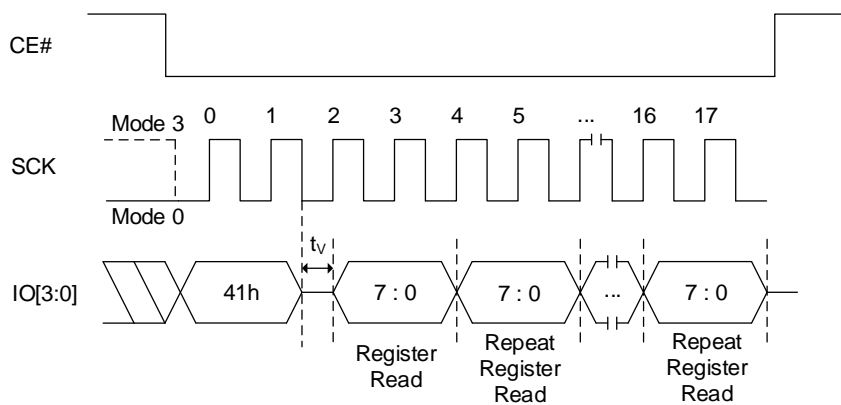 CE#
0 1 2 3 4 5 ... 16 17
Mode 3
SCK
Mode 0
tV
IO[3:0]
41h
7 : 0
7 : 0
...
7 : 0
Register
Read
Repeat
Register
Read
Repeat
Register
Read